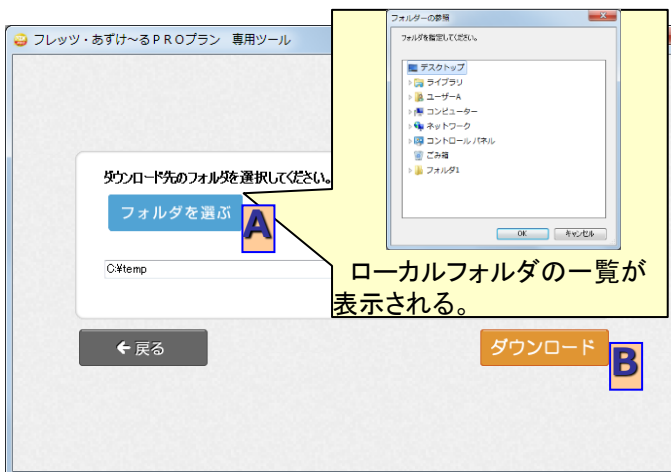 フォルダーの参照
フレッツ・あずけ～るPROプラン 専用ツール
フォルダを指定してください。
デスクトップ
ライブラリ
ユーザーA
コンピューター
ネットワーク
コントロール パネル
ごみ箱
フォルダ1
OK キャンセル
ダウンロード先のフォルダを選択してください。
フォルダを選ぶ
A
C:¥temp
ローカルフォルダの一覧が
表示される。
戻る
ダウンロード
B